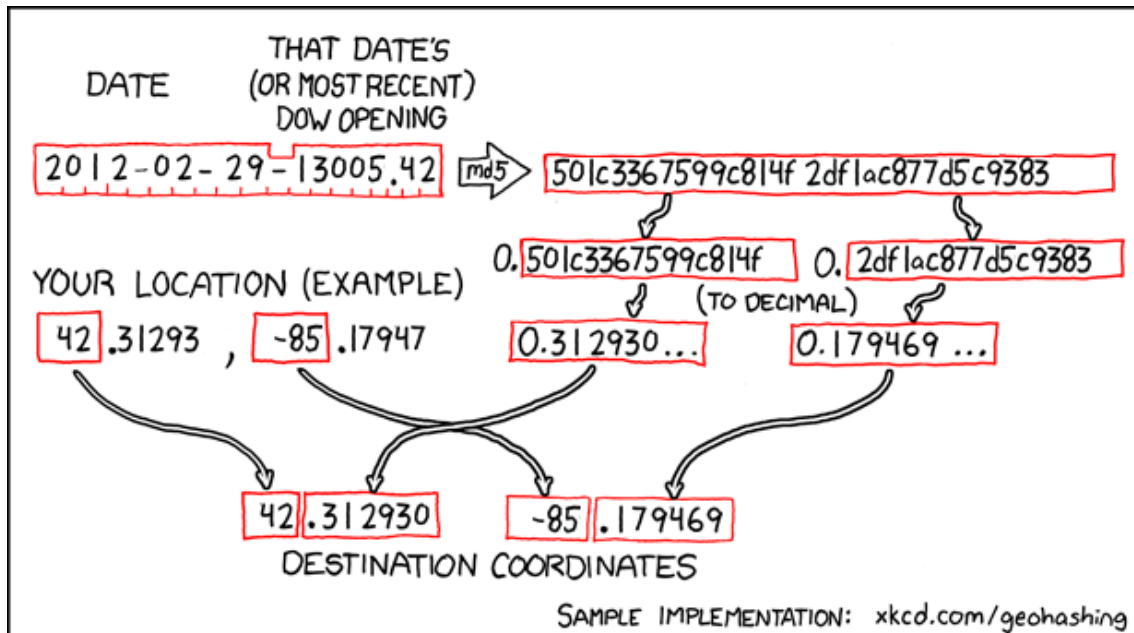 DATE
THAT DATE'S
(OR MOST RECENT)
DOW OPENING
2012-02-29-13005.42
md5
501c3367599c814f 2df1ac877d5c9383
0.501c3367599c814f
0.2df1ac877d5c9383
YOUR LOCATION (EXAMPLE)
(TO DECIMAL)
42.31293, -85.17947
0.312930...
0.179469...
42.312930
-85.179469
DESTINATION COORDINATES
SAMPLE IMPLEMENTATION: xkcd.com/geohashing